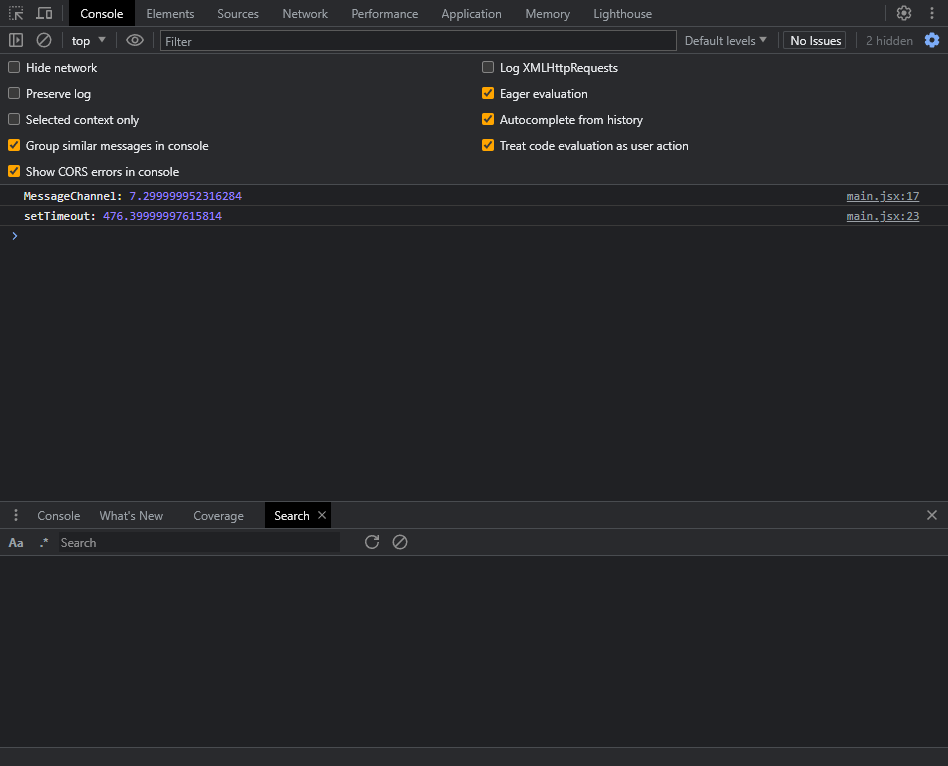 Console Elements Sources Network Performance Application Memory Lighthouse
top Filter Default levels No Issues 2 hidden
Hide network Log XMLHttpRequests
Preserve log Eager evaluation
Selected context only Autocomplete from history
Group similar messages in console Treat code evaluation as user action
Show CORS errors in console
MessageChannel: 7.299999952316284 main.jsx:17
setTimeout: 476.39999997615814 main.jsx:23
Console What's New Coverage Search
Aa .* Search